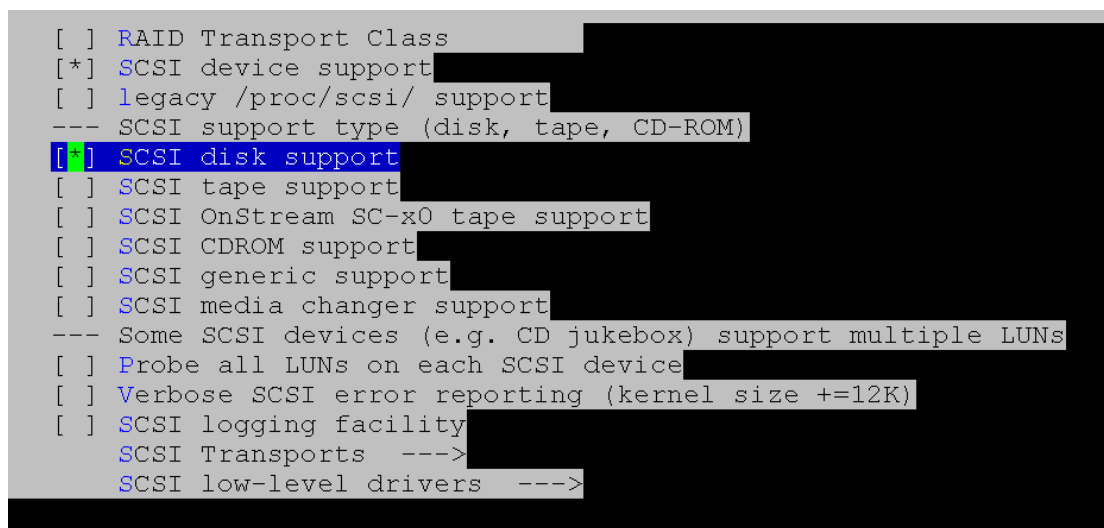 [ ] RAID Transport Class
[*] SCSI device support
[ ] legacy /proc/scsi/ support
--- SCSI support type (disk, tape, CD-ROM)
[*] SCSI disk support
[ ] SCSI tape support
[ ] SCSI OnStream SC-x0 tape support
[ ] SCSI CDROM support
[ ] SCSI generic support
[ ] SCSI media changer support
--- Some SCSI devices (e.g. CD jukebox) support multiple LUNs
[ ] Probe all LUNs on each SCSI device
[ ] Verbose SCSI error reporting (kernel size +=12K)
[ ] SCSI logging facility
SCSI Transports --->
SCSI low-level drivers --->